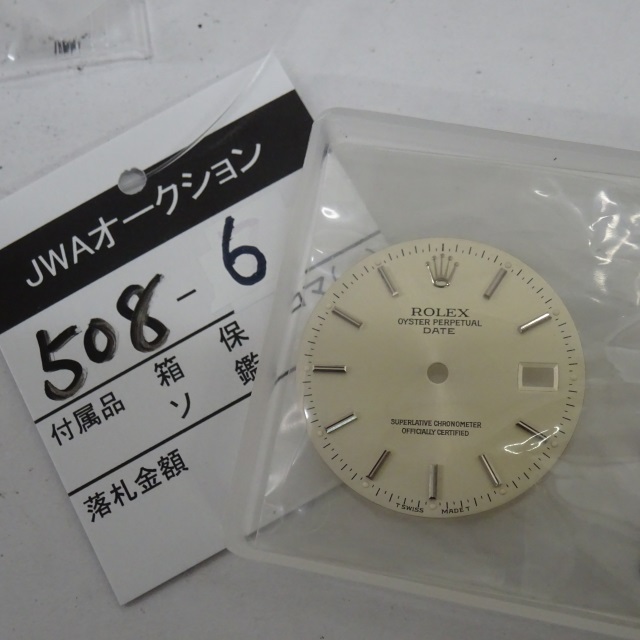 JWAオークション
508-6
付属品 箱 保
ソ 鑑
落札金額
ROLEX
OYSTER PERPETUAL
DATE
SUPERLATIVE CHRONOMETER
OFFICIALLY CERTIFIED
T SWISS MADE T